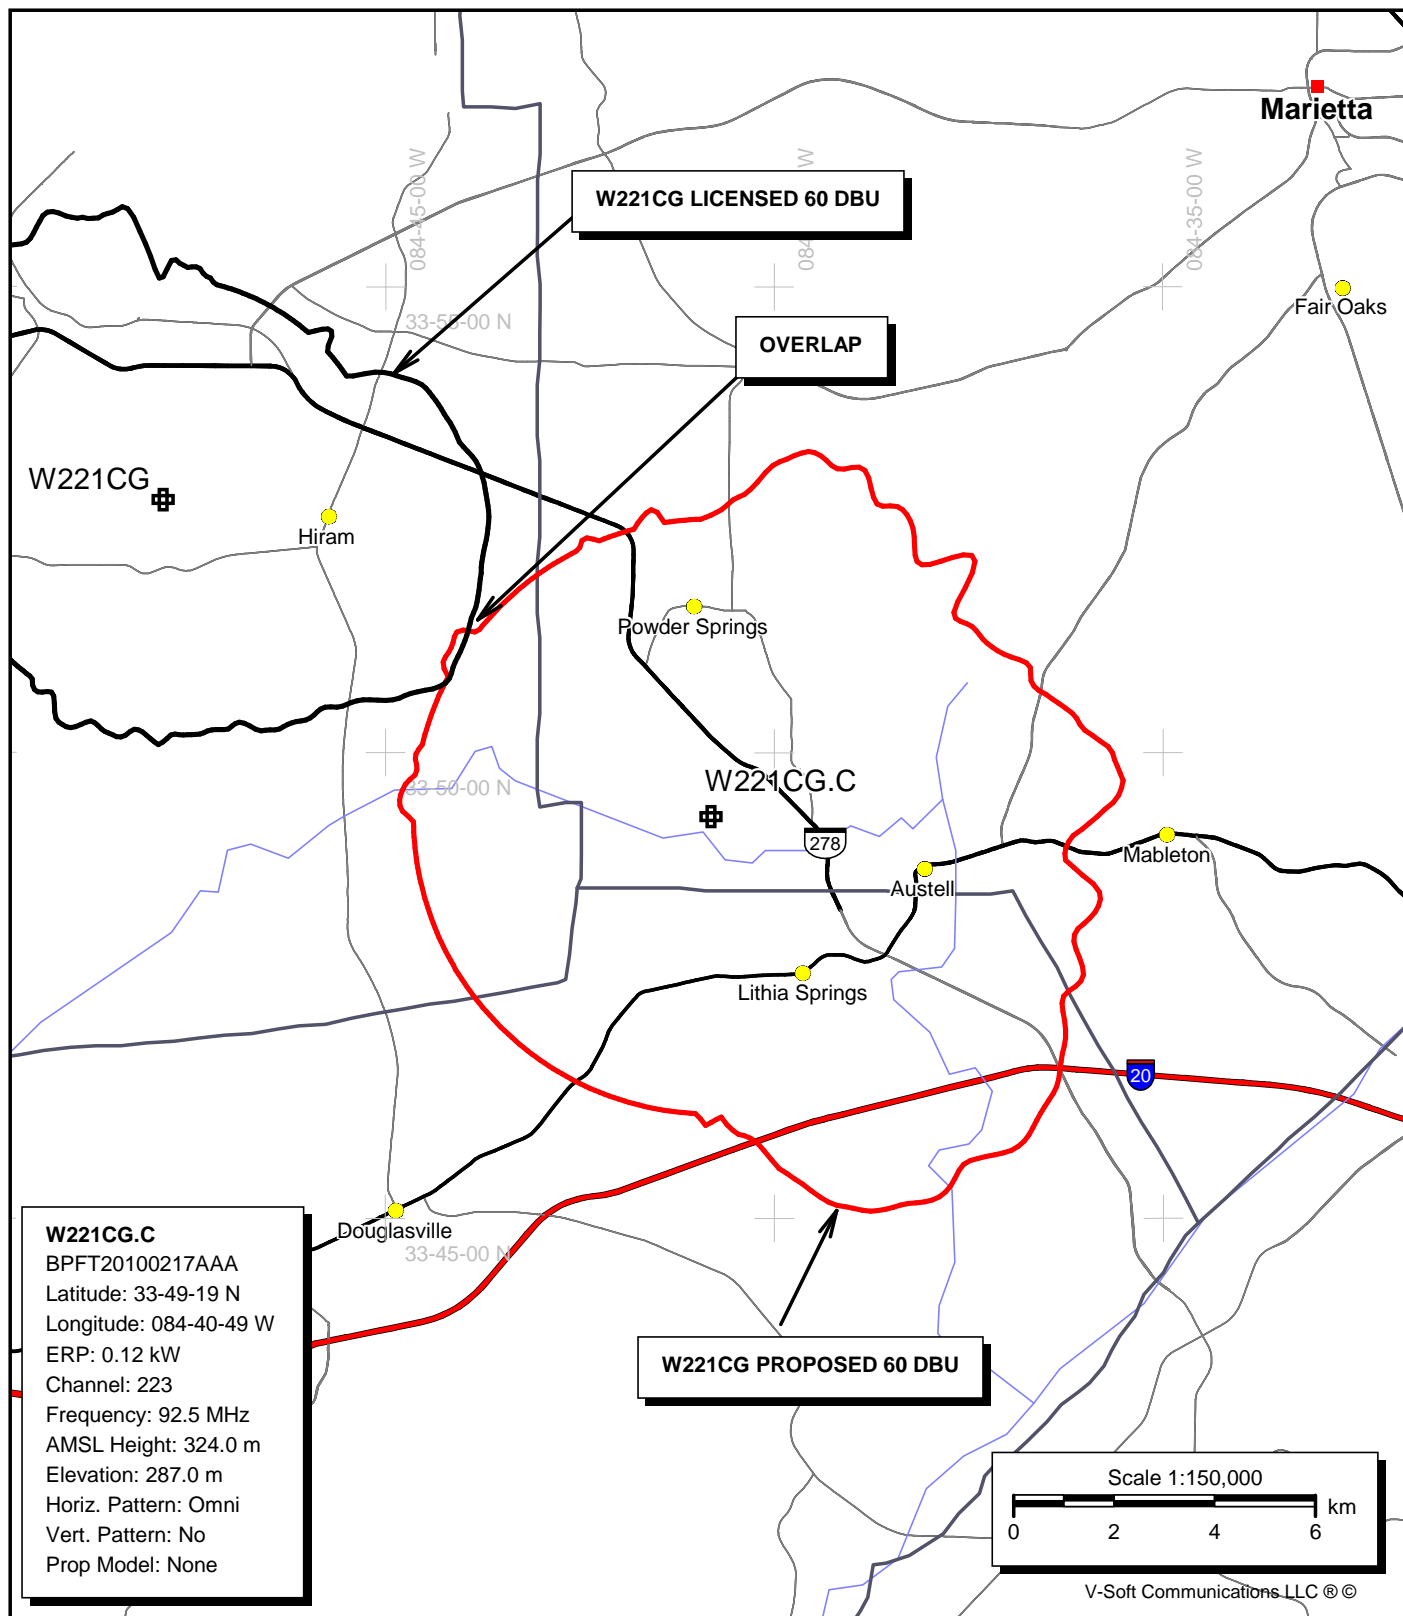 Marietta
084-45-00 W
084
W
084-35-00 W
W221CG LICENSED 60 DBU
33-55-00 N
Fair Oaks
OVERLAP
W221CG
Hiram
Powder Springs
W221CG.C
33-50-00 N
278
Mableton
Austell
Lithia Springs
20
Douglasville
33-45-00 N
W221CG PROPOSED 60 DBU
W221CG.C
BPFT20100217AAA
Latitude: 33-49-19 N
Longitude: 084-40-49 W
ERP: 0.12 kW
Channel: 223
Frequency: 92.5 MHz
AMSL Height: 324.0 m
Elevation: 287.0 m
Horiz. Pattern: Omni
Vert. Pattern: No
Prop Model: None
Scale 1:150,000
km
0 2 4 6
V-Soft Communications LLC ® ©